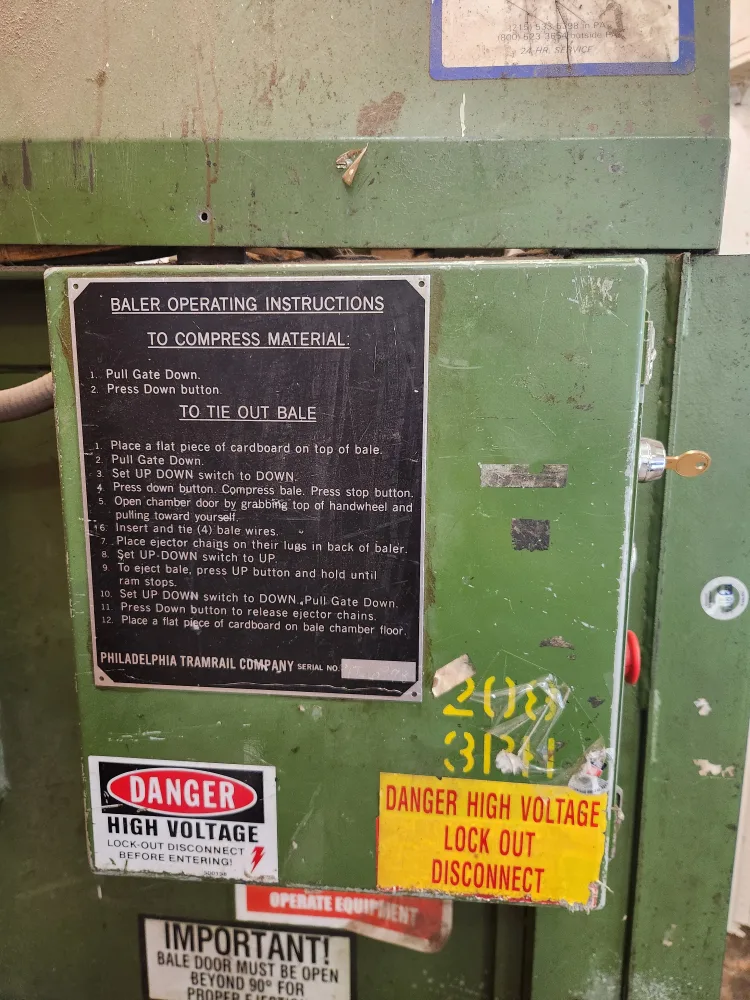 24-HR. SERVICE
BALER OPERATING INSTRUCTIONS
TO COMPRESS MATERIAL:
1. Pull Gate Down.
2. Press Down button.
TO TIE OUT BALE
1. Place a flat piece of cardboard on top of bale.
2. Pull Gate Down.
3. Set UP DOWN switch to DOWN.
4. Press down button. Compress bale. Press stop button.
5. Open chamber door by grabbing top of handwheel and
pulling toward yourself.
6. Insert and tie (4) bale wires.
7. Place ejector chains on their lugs in back of baler.
8. Set UP-DOWN switch to UP.
9. To eject bale, press UP button and hold until
ram stops.
10. Set UP DOWN switch to DOWN. Pull Gate Down.
11. Press Down button to release ejector chains.
12. Place a flat piece of cardboard on bale chamber floor.
PHILADELPHIA TRAMRAIL COMPANY SERIAL NO.
208
3PH
DANGER
HIGH VOLTAGE
LOCK-OUT DISCONNECT
BEFORE ENTERING!
DANGER HIGH VOLTAGE
LOCK OUT
DISCONNECT
OPERATE EQUIPMENT
IMPORTANT!
BALE DOOR MUST BE OPEN
BEYOND 90° FOR
PROPER EJECTION